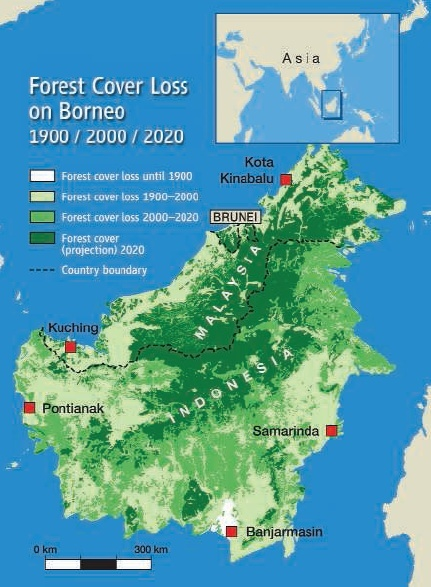 Asia
Forest Cover Loss
on Borneo
1900 / 2000 / 2020
Kota
Kinabalu
Forest cover loss until 1900
Forest cover loss 1900–2000
Forest cover loss 2000–2020
Forest cover
(projection) 2020
Country boundary
BRUNEI
MALAYSIA
Kuching
INDONESIA
Pontianak
Samarinda
Banjarmasin
0 km 300 km